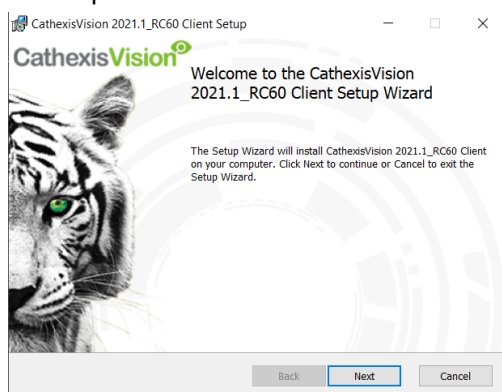 CathexisVision 2021.1_RC60 Client Setup
CathexisVision
Welcome to the CathexisVision
2021.1_RC60 Client Setup Wizard
The Setup Wizard will install CathexisVision 2021.1_RC60 Client
on your computer. Click Next to continue or Cancel to exit the
Setup Wizard.
Back Next Cancel